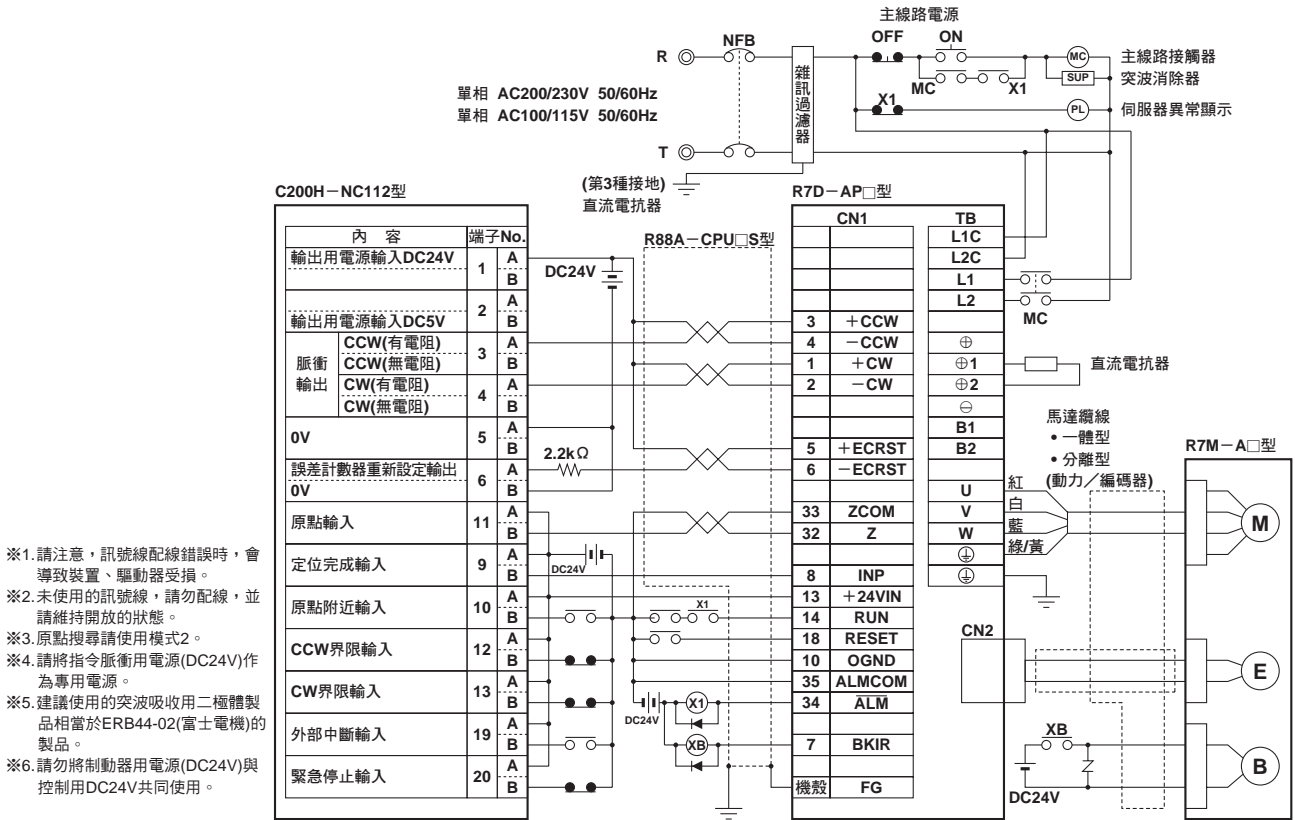 主線路電源
OFF ON
NFB
R
MC 主線路接觸器
SUP 突波消除器
MC X1
X1
PL 伺服器異常顯示
雜訊過濾器
單相 AC200/230V 50/60Hz
單相 AC100/115V 50/60Hz
T
(第3種接地)
直流電抗器
C200H－NC112型
內 容 端子No.
輸出用電源輸入DC24V 1 A
B
2 A
輸出用電源輸入DC5V B
脈衝輸出 CCW(有電阻) 3 A
CCW(無電阻) B
CW(有電阻) 4 A
CW(無電阻) B
0V 5 A
B
誤差計數器重新設定輸出 6 A
0V B
原點輸入 11 A
B
定位完成輸入 9 A
B
原點附近輸入 10 A
B
CCW界限輸入 12 A
B
CW界限輸入 13 A
B
外部中斷輸入 19 A
B
緊急停止輸入 20 A
B
DC24V
2.2kΩ
DC24V
R88A－CPU□S型
X1
X1
DC24V
XB
R7D－AP□型
CN1 TB
L1C
L2C
L1
L2
MC
3 ＋CCW
4 －CCW ⊕
1 ＋CW ⊕1
2 －CW ⊕2
⊖
B1
5 ＋ECRST B2
6 －ECRST
U
33 ZCOM V
32 Z W
8 INP
13 ＋24VIN
14 RUN
18 RESET
10 OGND
35 ALMCOM
34 ALM
7 BKIR
機殼 FG
CN2
直流電抗器
馬達纜線
• 一體型
• 分離型
(動力／編碼器)
紅
白
藍
綠/黃
R7M－A□型
M
E
XB
B
DC24V
※1.請注意，訊號線配線錯誤時，會
導致裝置、驅動器受損。
※2.未使用的訊號線，請勿配線，並
請維持開放的狀態。
※3.原點搜尋請使用模式2。
※4.請將指令脈衝用電源(DC24V)作
為專用電源。
※5.建議使用的突波吸收用二極體製
品相當於ERB44-02(富士電機)的
製品。
※6.請勿將制動器用電源(DC24V)與
控制用DC24V共同使用。